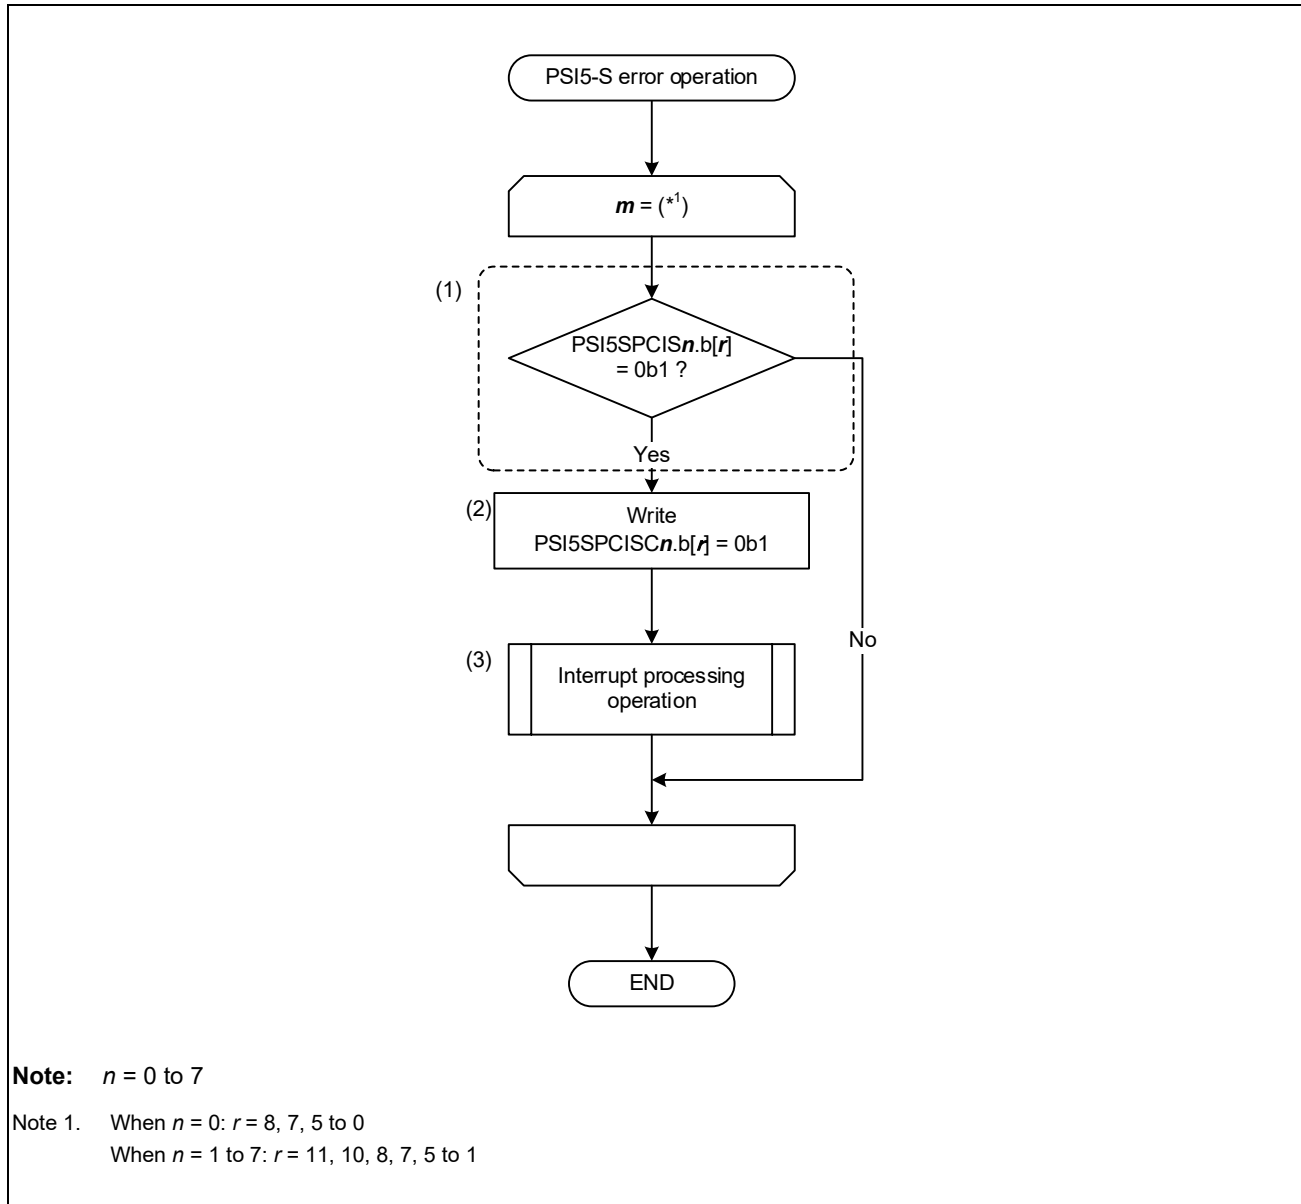 PSI5-S error operation
m = (*1)
(1)
PSI5SPCISn.b[r]
= 0b1 ?
Yes
(2)
Write
PSI5SPCISCn.b[r] = 0b1
No
(3)
Interrupt processing
operation
END
Note: n = 0 to 7
Note 1. When n = 0: r = 8, 7, 5 to 0
When n = 1 to 7: r = 11, 10, 8, 7, 5 to 1